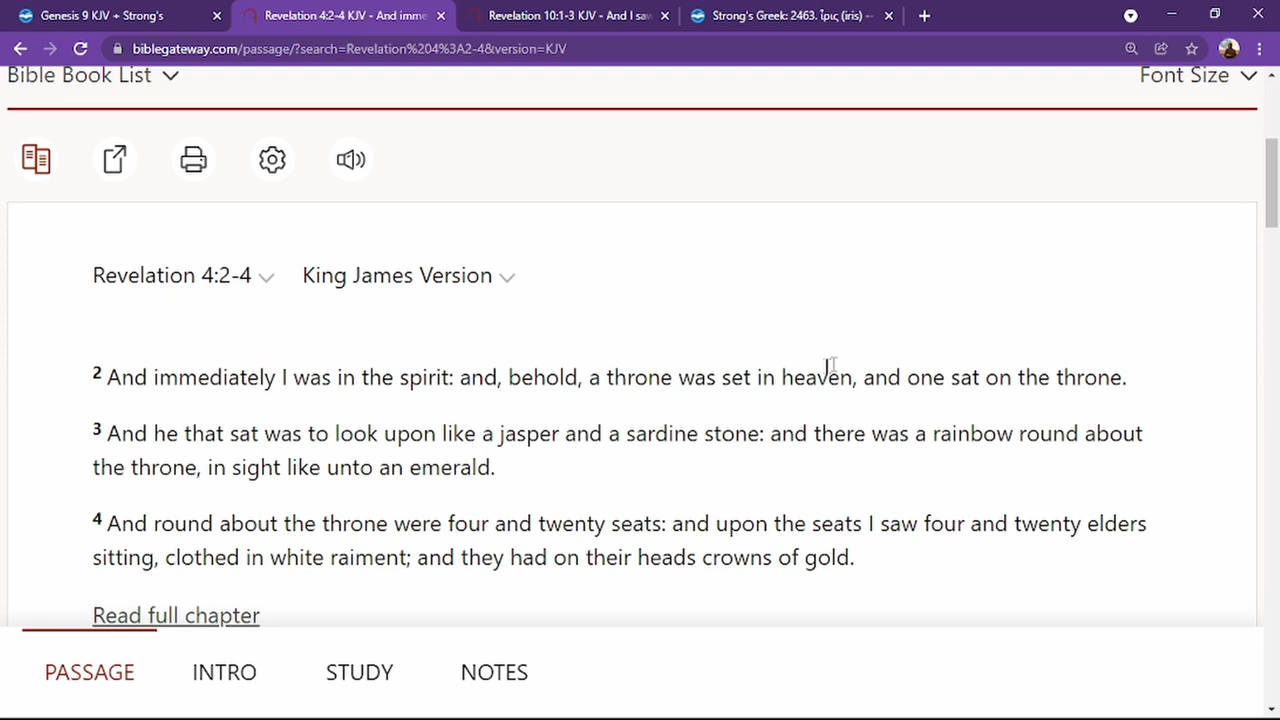 Genesis 9 KJV + Strong's
Revelation 4:2-4 KJV - And imme
Revelation 10:1-3 KJV - And I saw
Strong's Greek: 2463. ἶρις (iris) --
biblegateway.com/passage/?search=Revelation%204%3A2-4&version=KJV
Bible Book List
Font Size
Revelation 4:2-4 King James Version
2 And immediately I was in the spirit: and, behold, a throne was set in heaven, and one sat on the throne.
3 And he that sat was to look upon like a jasper and a sardine stone: and there was a rainbow round about
the throne, in sight like unto an emerald.
4 And round about the throne were four and twenty seats: and upon the seats I saw four and twenty elders
sitting, clothed in white raiment; and they had on their heads crowns of gold.
Read full chapter
PASSAGE INTRO STUDY NOTES